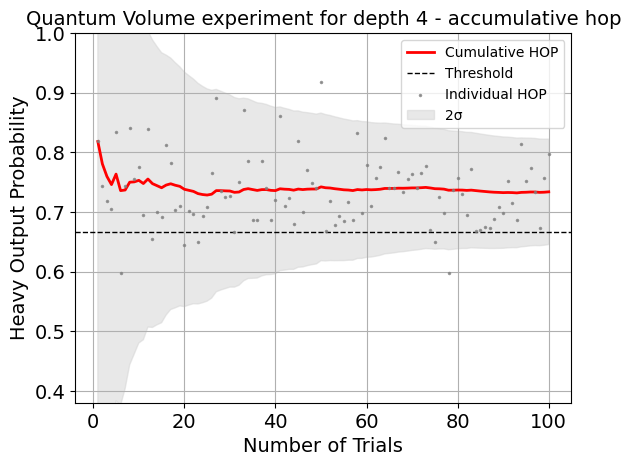 Quantum Volume experiment for depth 4 - accumulative hop
Heavy Output Probability
1.0
0.9
0.8
0.7
0.6
0.5
0.4
Cumulative HOP
Threshold
Individual HOP
2σ
0
20
40
60
80
100
Number of Trials